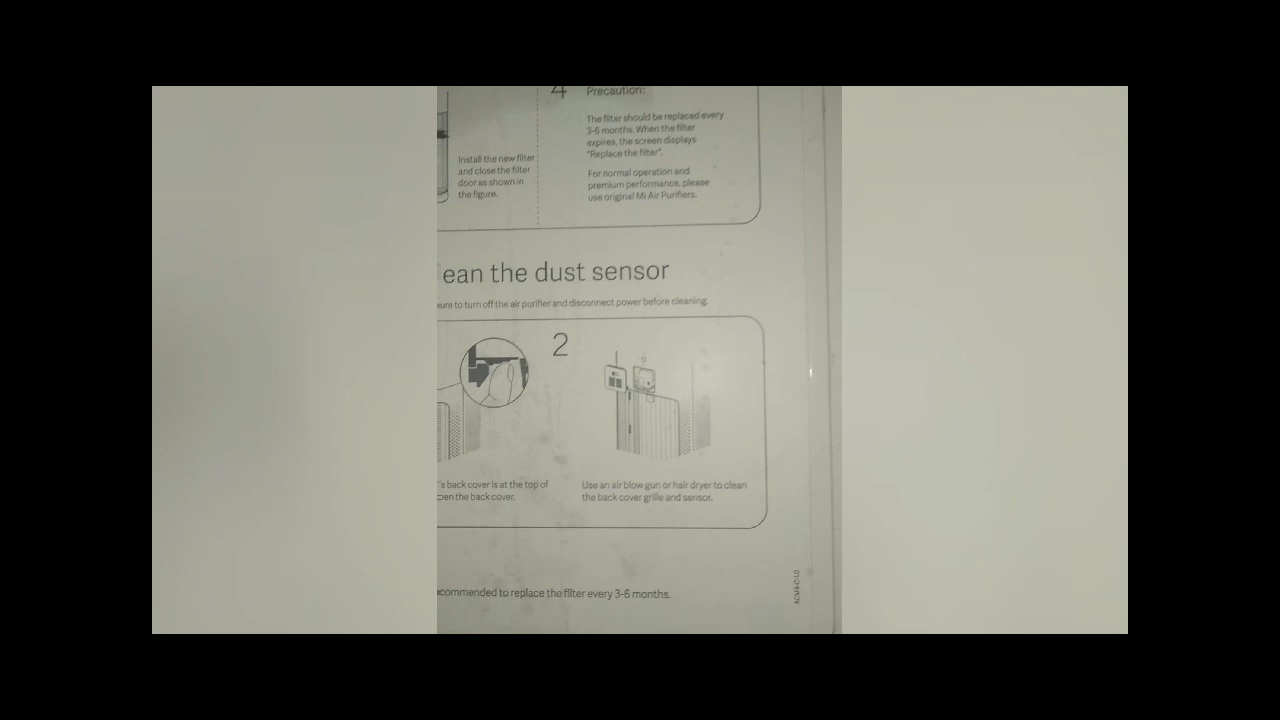 4
Precaution:
The filter should be replaced every
3-6 months. When the filter
expires, the screen displays
"Replace the filter".
For normal operation and
premium performance, please
use original Mi Air Purifiers.
Install the new filter
and close the filter
door as shown in
the figure.
ean the dust sensor
ure to turn off the air purifier and disconnect power before cleaning.
2
's back cover is at the top of
pen the back cover.
Use an air blow gun or hair dryer to clean
the back cover grille and sensor.
commended to replace the filter every 3-6 months.